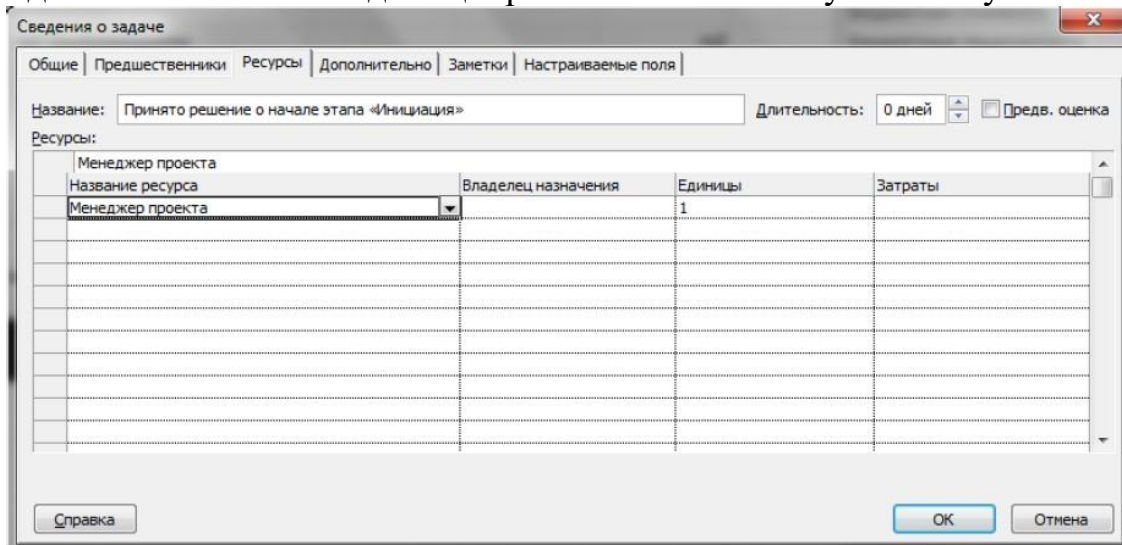 Сведения о задаче
Общие Предшественники Ресурсы Дополнительно Заметки Настраиваемые поля
Название: Принято решение о начале этапа «Инициация» Длительность: 0 дней Предв. оценка
Ресурсы:
Менеджер проекта
Название ресурса Владелец назначения Единицы Затраты
Менеджер проекта 1
Справка ОК Отмена